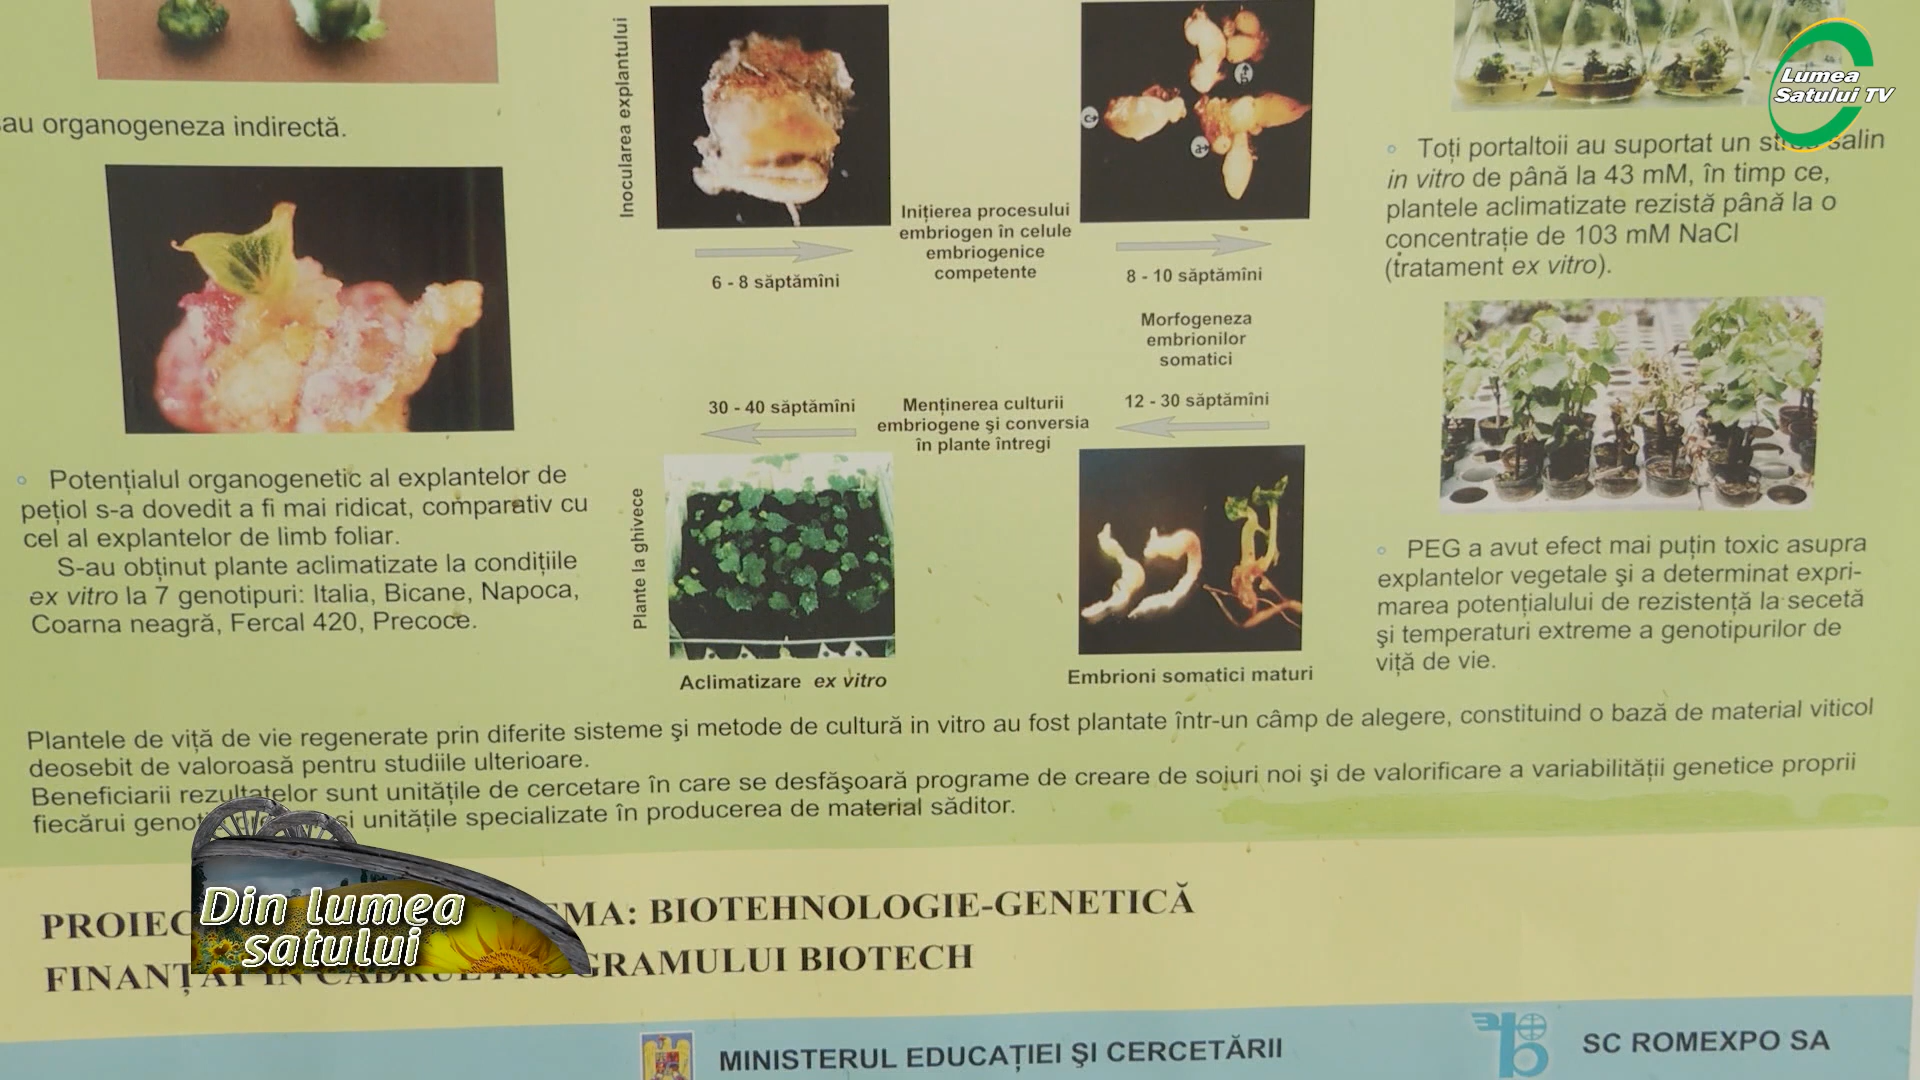 au organogeneza indirectă.
Potențialul organogenetic al explantelor de
pețiol s-a dovedit a fi mai ridicat, comparativ cu
cel al explantelor de limb foliar.
S-au obținut plante aclimatizate la condițiile
ex vitro la 7 genotipuri: Italia, Bicane, Napoca,
Coarna neagră, Fercal 420, Precoce.
Inocularea explantului
6 - 8 săptămîni
Inițierea procesului
embriogen în celule
embriogenice
competente
c
b
a
8 - 10 săptămîni
Morfogeneza
embrionilor
somatici
12 - 30 săptămîni
Menținerea culturii
embriogene şi conversia
în plante întregi
30 - 40 săptămîni
Plante la ghivece
Aclimatizare ex vitro
Embrioni somatici maturi
Toți portaltoii au suportat un salin
in vitro de până la 43 mM, în timp ce,
plantele aclimatizate rezistă până la o
concentrație de 103 mM NaCl
(tratament ex vitro).
PEG a avut efect mai puțin toxic asupra
explantelor vegetale şi a determinat expri-
marea potențialului de rezistență la secetă
şi temperaturi extreme a genotipurilor de
viță de vie.
Plantele de viță de vie regenerate prin diferite sisteme şi metode de cultură in vitro au fost plantate într-un câmp de alegere, constituind o bază de material viticol
deosebit de valoroasă pentru studiile ulterioare.
Beneficiarii rezultatelor sunt unitățile de cercetare în care se desfăşoară programe de creare de soiuri noi şi de valorificare a variabilității genetice proprii
fiecărui şi unitățile specializate în producerea de material săditor.
BIOTEHNOLOGIE-GENETICĂ
FINANȚAT IN CADRUL PROGRAMULUI BIOTECH
MINISTERUL EDUCAȚIEI ŞI CERCETĂRII
SC ROMEXPO SA
Lumea
Satului TV
Din lumea
satului